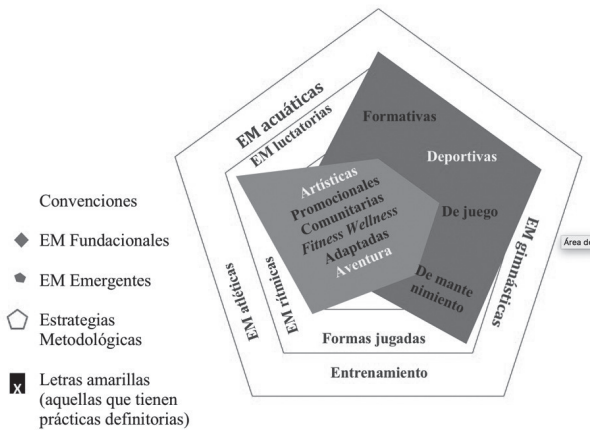 EM acuáticas
EM luctatorias
Formativas
Deportivas
Artísticas
Promocionales
Comunitarias
Fitness Wellness
Adaptadas
Aventura
De juego
De mante
nimiento
EM gimnásticas
Área de
EM atléticas
EM rítmicas
Formas jugadas
Entrenamiento
Convenciones
EM Fundacionales
EM Emergentes
Estrategias
Metodológicas
X
Letras amarillas
(aquellas que tienen
prácticas definitorias)